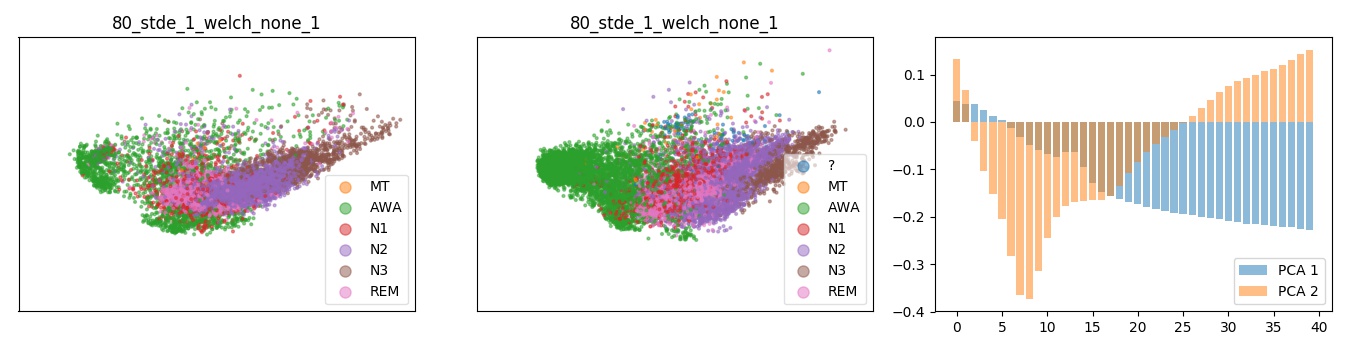 80_stde_1_welch_none_1
MT
AWA
N1
N2
N3
REM
80_stde_1_welch_none_1
?
MT
AWA
N1
N2
N3
REM
0.1
0.0
−0.1
−0.2
−0.3
−0.4
0 5 10 15 20 25 30 35 40
PCA 1
PCA 2